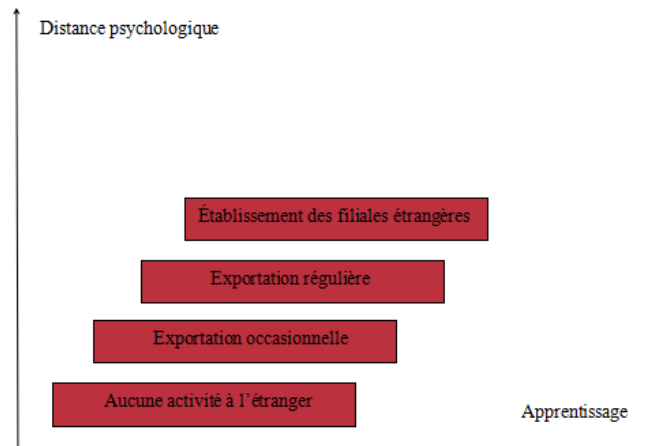 Distance psychologique
Établissement des filiales étrangères
Exportation régulière
Exportation occasionnelle
Aucune activité à l’étranger
Apprentissage